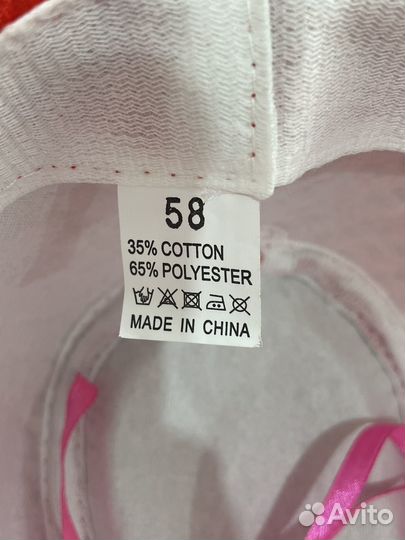 58
35% COTTON
65% POLYESTER
MADE IN CHINA
Avito